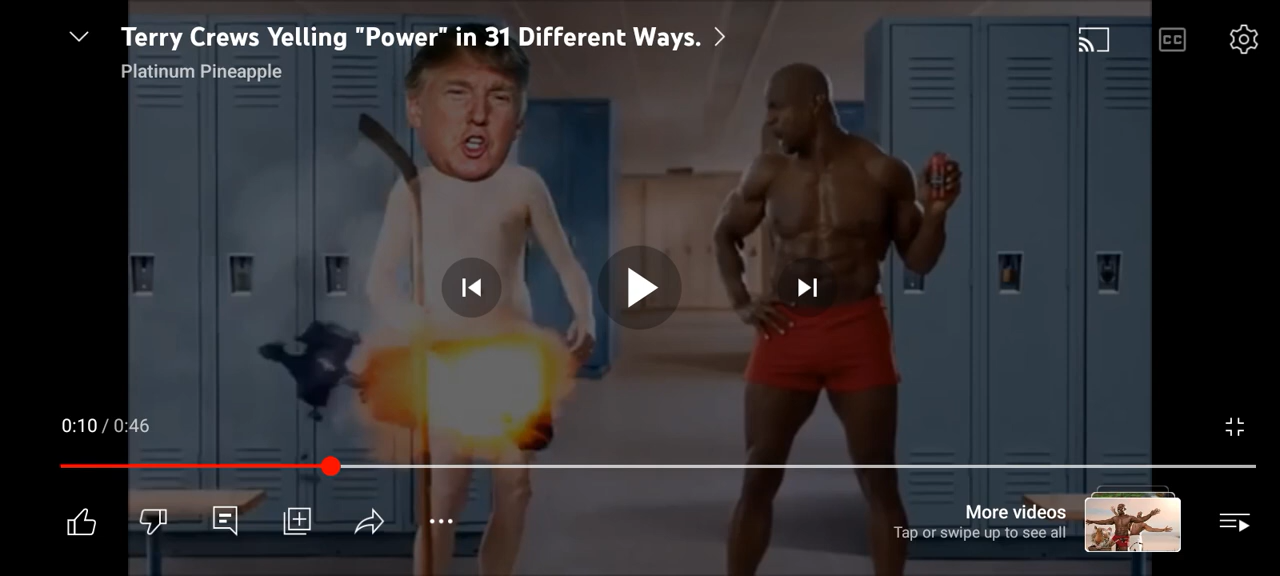 Terry Crews Yelling "Power" in 31 Different Ways.
Platinum Pineapple
CC
0:10 / 0:46
More videos
Tap or swipe up to see all